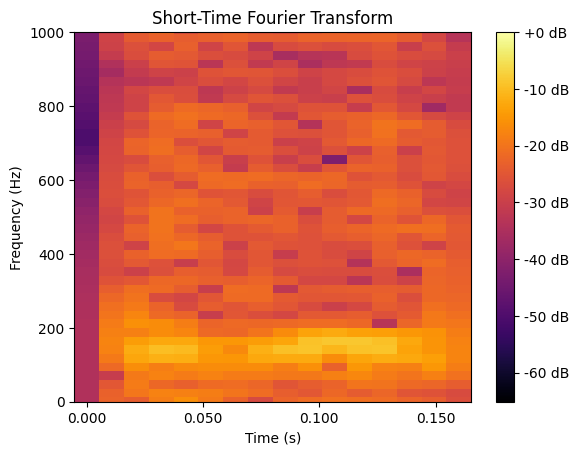 Short-Time Fourier Transform
1000
800
600
400
200
0
Frequency (Hz)
0.000
0.050
0.100
0.150
Time (s)
+0 dB
-10 dB
-20 dB
-30 dB
-40 dB
-50 dB
-60 dB